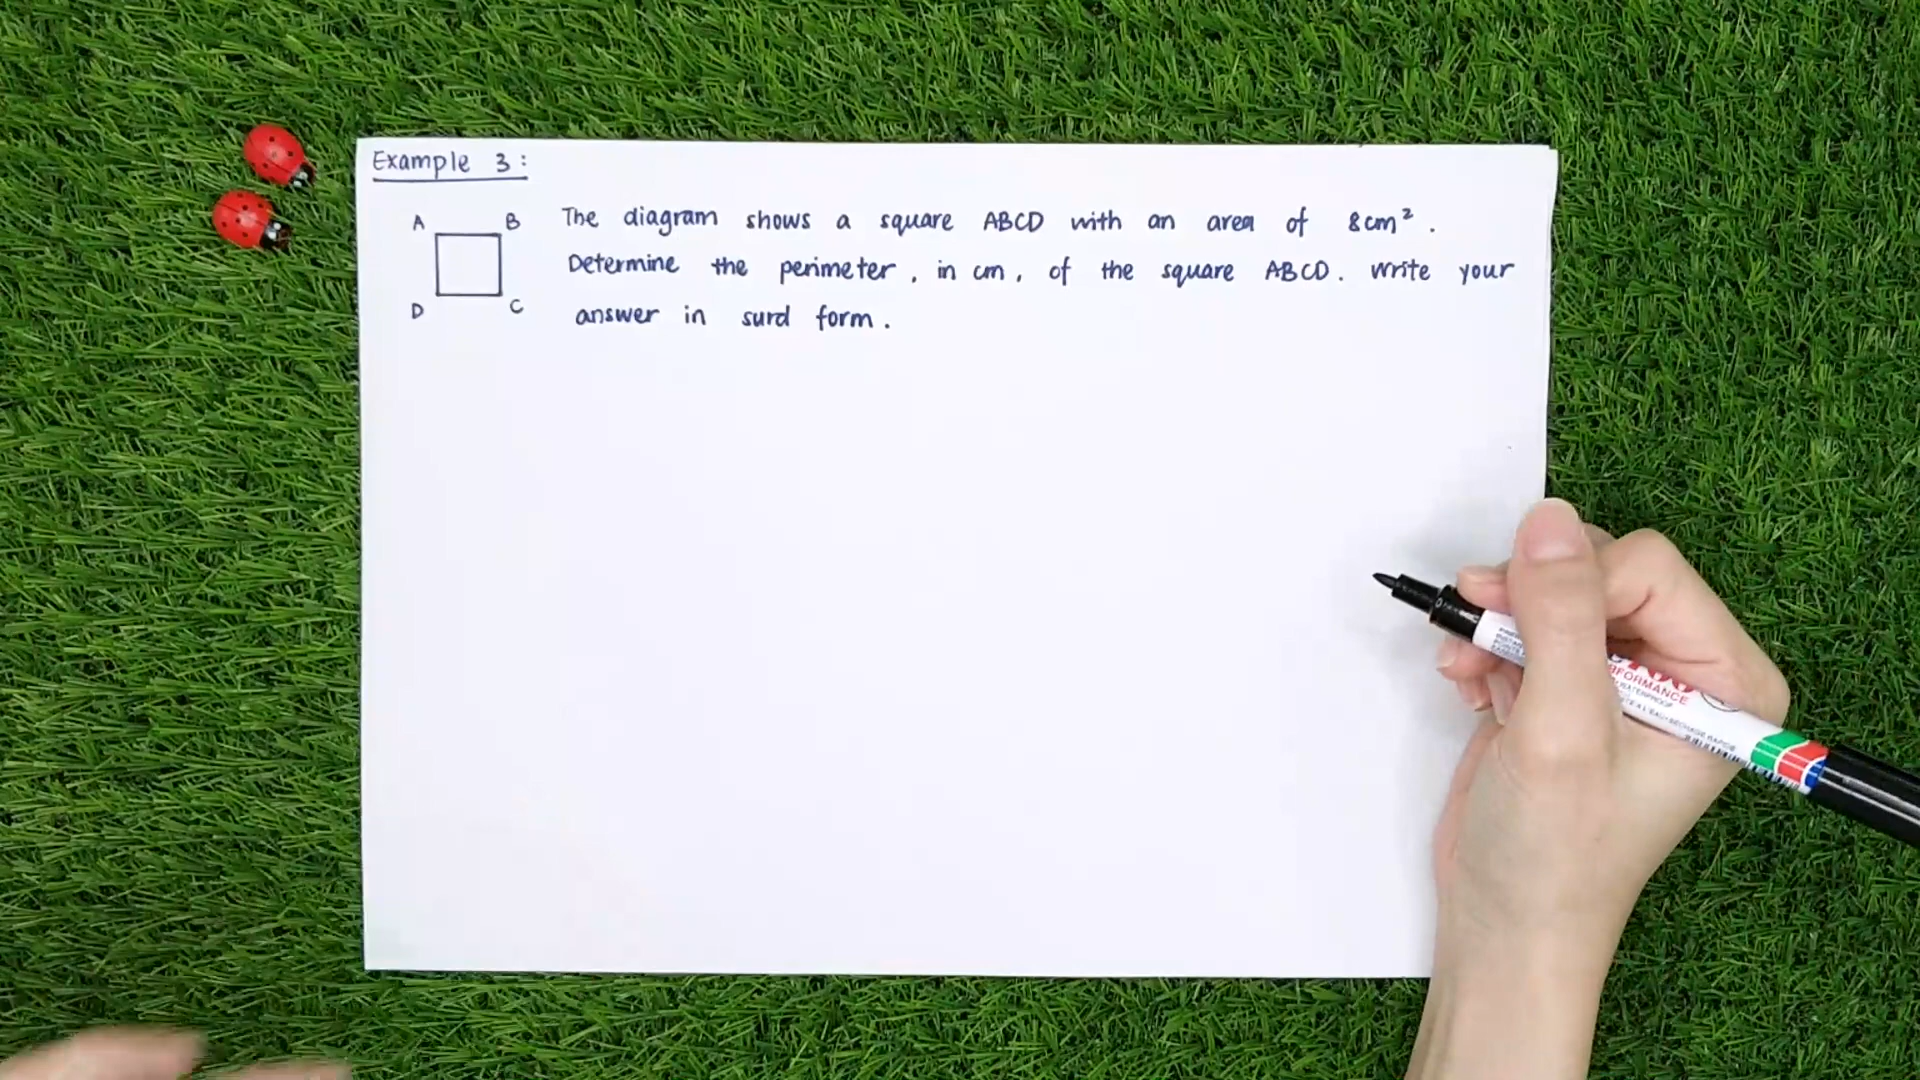 Example 3:
A B
D C
The diagram shows a square ABCD with an area of 8cm².
Determine the perimeter, in cm, of the square ABCD. Write your
answer in surd form.